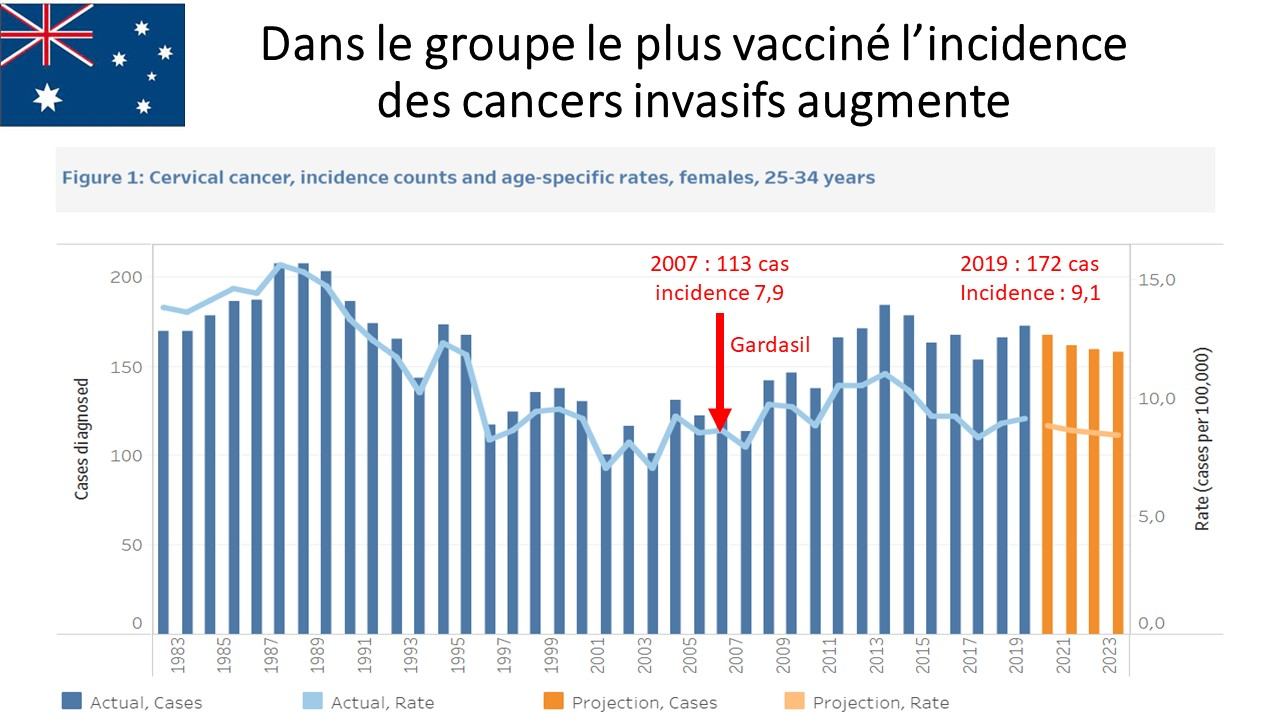 Dans le groupe le plus vacciné l’incidence
des cancers invasifs augmente
Figure 1: Cervical cancer, incidence counts and age-specific rates, females, 25-34 years
2007 : 113 cas
incidence 7,9
2019 : 172 cas
Incidence : 9,1
Gardasil
Cases diagnosed
200
150
100
50
0
15,0
10,0
5,0
0,0
Rate (cases per 100,000)
1983
1985
1987
1989
1991
1993
1995
1997
1999
2001
2003
2005
2007
2009
2011
2013
2015
2017
2019
2021
2023
Actual, Cases
Actual, Rate
Projection, Cases
Projection, Rate